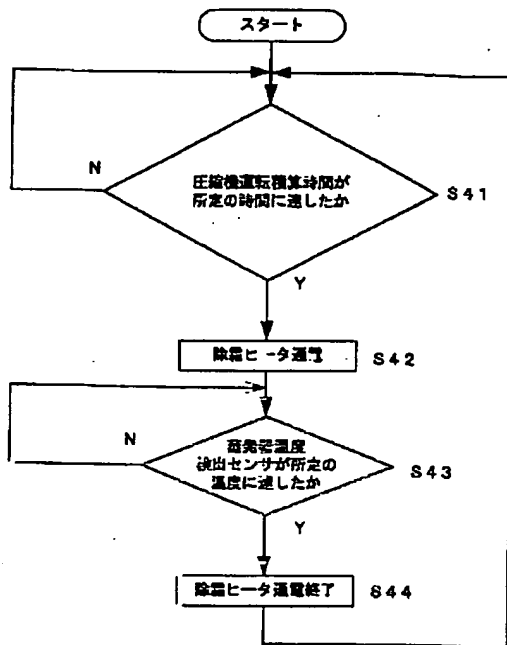 スタート
N
圧縮機運転積算時間が
所定の時間に達したか
S41
Y
除霜ヒータ通電
S42
N
蒸発器温度
検出センサが所定の
温度に達したか
S43
Y
除霜ヒータ通電終了
S44